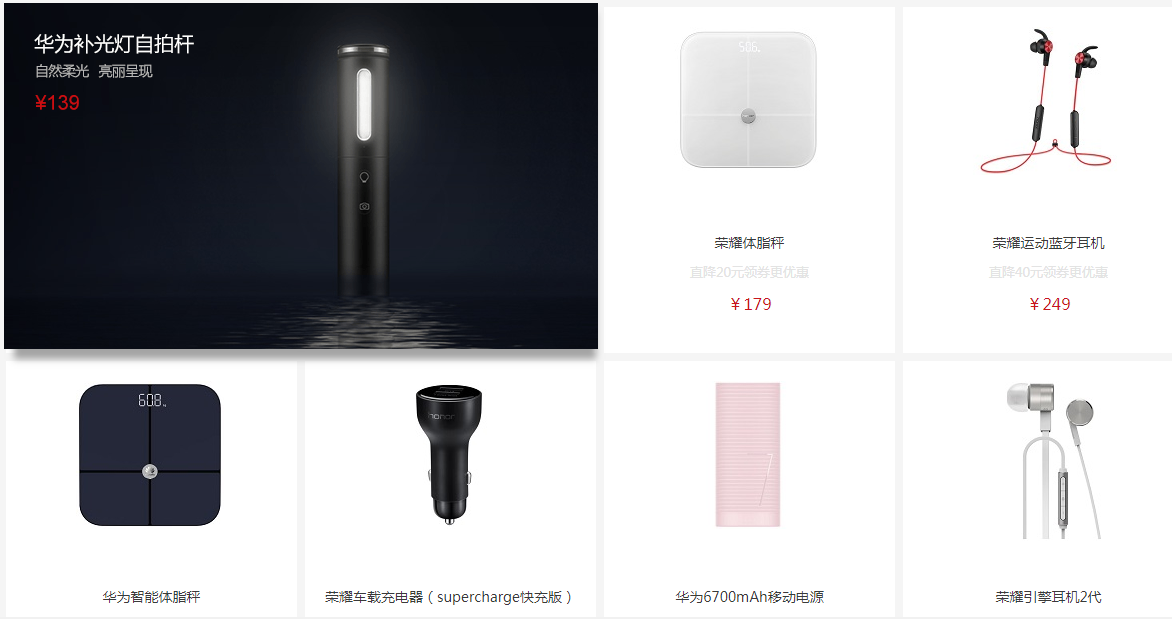 华为补光灯自拍杆
自然柔光 亮丽呈现
¥139
50.6
荣耀体脂秤
直降20元领券更优惠
¥179
荣耀运动蓝牙耳机
直降40元领券更优惠
¥249
60.8
华为智能体脂秤
honor
荣耀车载充电器（supercharge快充版）
华为6700mAh移动电源
荣耀引擎耳机2代